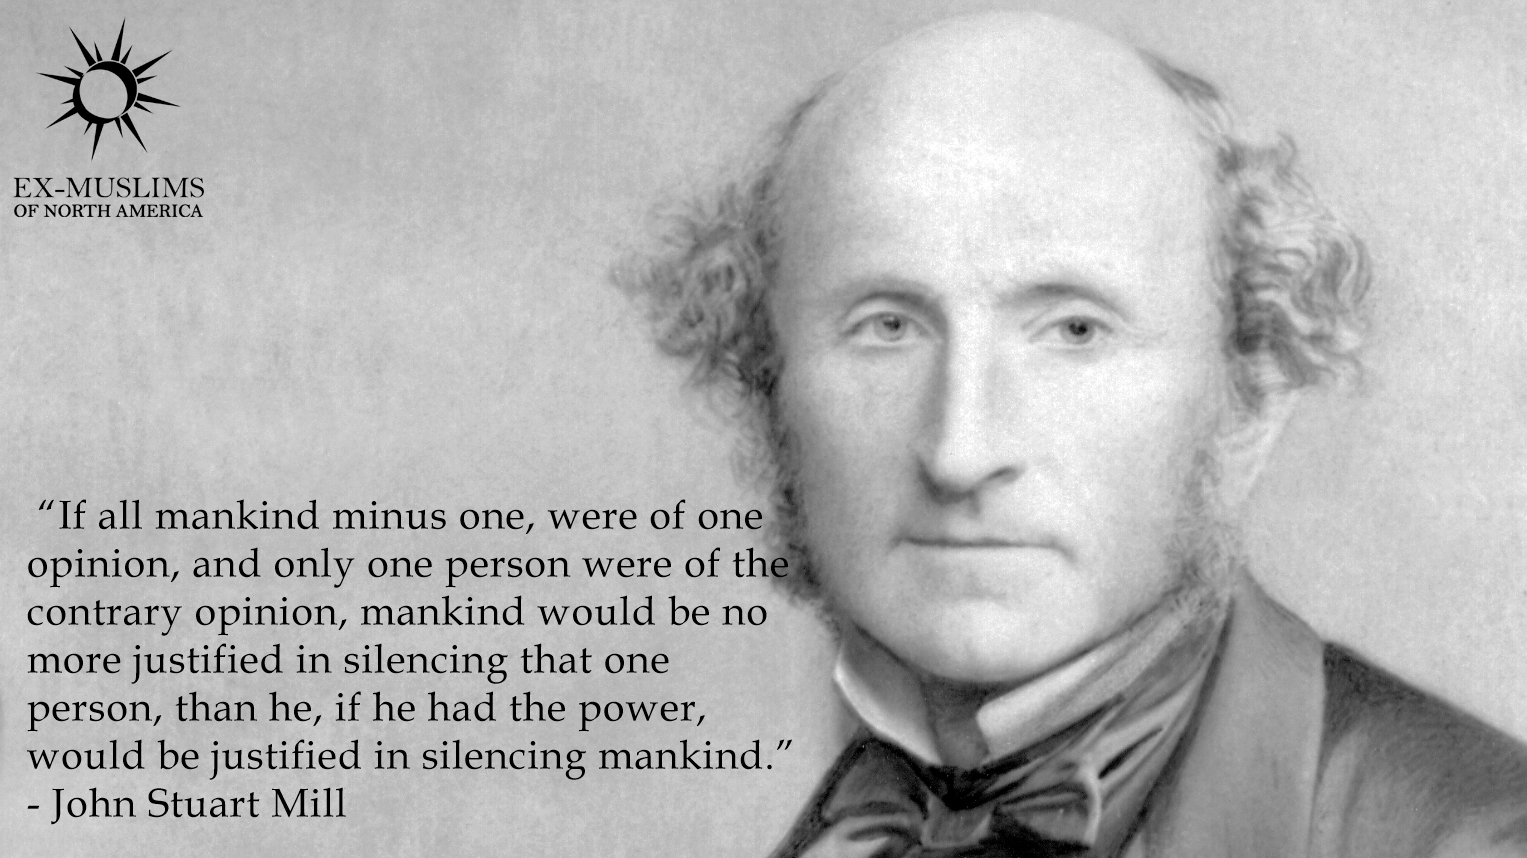 EX-MUSLIMS
OF NORTH AMERICA
“If all mankind minus one, were of one
opinion, and only one person were of the
contrary opinion, mankind would be no
more justified in silencing that one
person, than he, if he had the power,
would be justified in silencing mankind.”
- John Stuart Mill